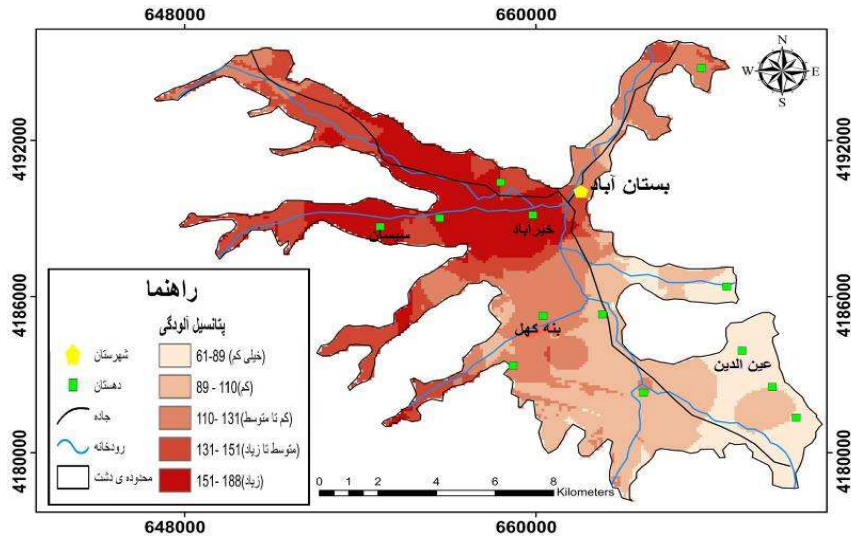 648000
660000
N
W E
S
4192000
4192000
بستان آباد
خیرآباد
سیسان
4186000
4186000
بنه کهل
عین الدین
4180000
4180000
راهنما
پتانسیل آلودگی
شهرستان
دهستان
جاده
رودخانه
محدوده ی دشت
61-89 (خیلی کم)
89 - 110(کم)
110 -131(کم تا متوسط)
131 -151(متوسط تا زیاد)
151 -188(زیاد)
0 1 2 4 6 8
Kilometers
648000
660000